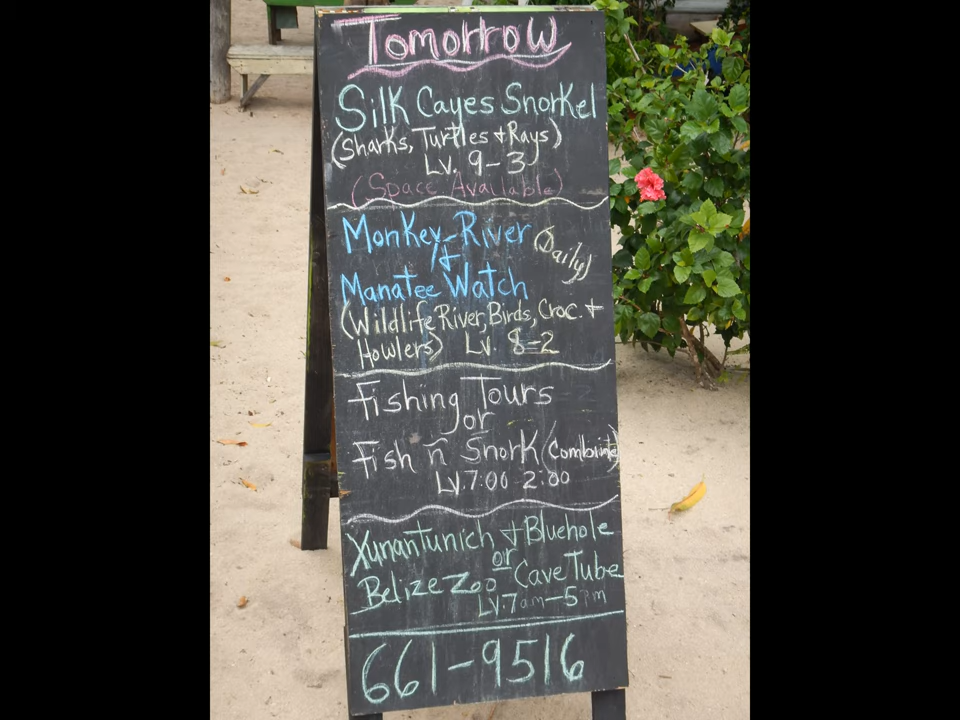 Tomorrow
Silk Cayes Snorkel
(Sharks, Turtles + Rays)
Lv. 9-3
(Space Available)
Monkey River (Daily)
+
Manatee Watch
(Wildlife River, Birds, Croc. +
Howlers) Lv. 8-2
Fishing Tours
or
Fish ñ Snork (Combine)
Lv. 7:00-2:00
Xunantunich + Bluehole
or
Belize Zoo Cave Tube
Lv. 7am-5pm
661-9516